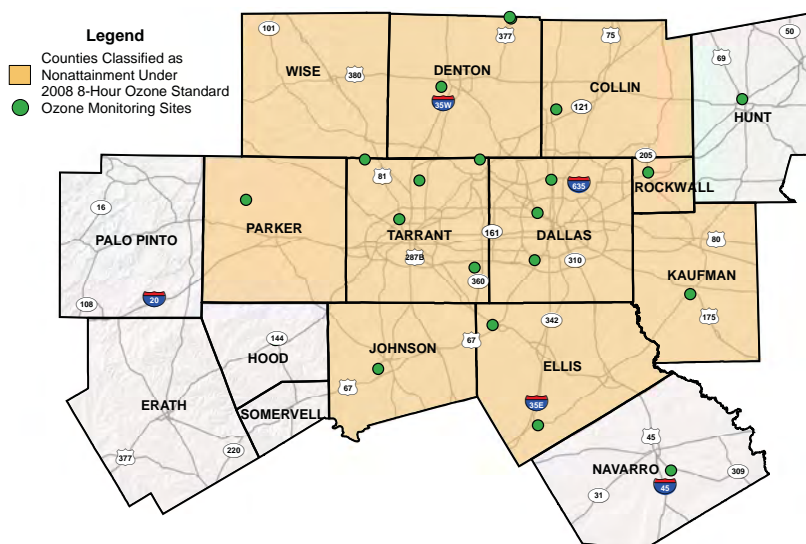 Legend
Counties Classified as
Nonattainment Under
2008 8-Hour Ozone Standard
Ozone Monitoring Sites
101
377
75
50
WISE
380
DENTON
35W
COLLIN
121
69
HUNT
205
81
635
ROCKWALL
16
PALO PINTO
PARKER
TARRANT
161
DALLAS
287B
310
80
KAUFMAN
360
108
20
175
144
HOOD
JOHNSON
67
342
ELLIS
67
35E
ERATH
SOMERVELL
377
220
45
NAVARRO
309
45
31